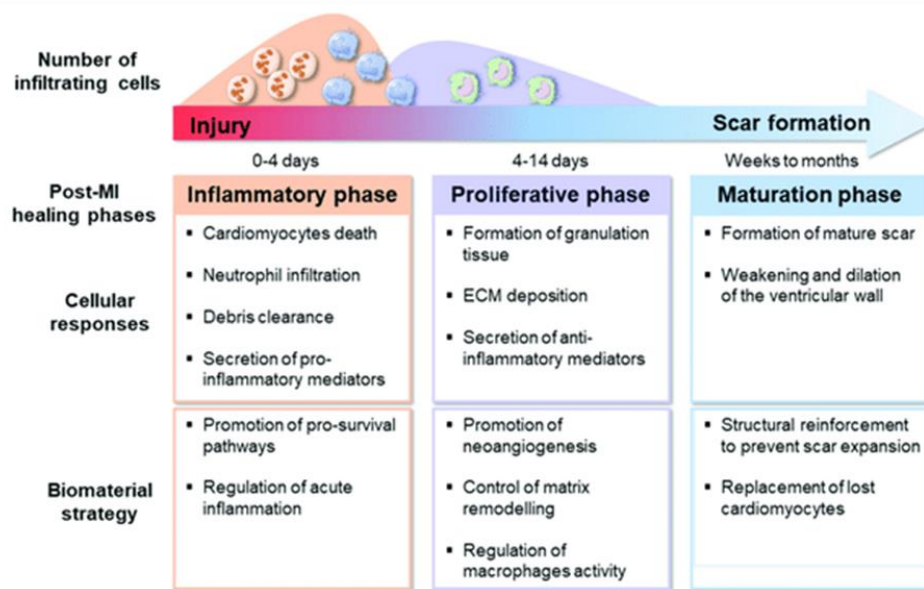 Number of
infiltrating cells
Injury
Scar formation
0-4 days
4-14 days
Weeks to months
Post-MI
healing phases
Inflammatory phase
Proliferative phase
Maturation phase
Cellular
responses
▪ Cardiomyocytes death
▪ Neutrophil infiltration
▪ Debris clearance
▪ Secretion of pro-
inflammatory mediators
▪ Formation of granulation
tissue
▪ ECM deposition
▪ Secretion of anti-
inflammatory mediators
▪ Formation of mature scar
▪ Weakening and dilation
of the ventricular wall
Biomaterial
strategy
▪ Promotion of pro-survival
pathways
▪ Regulation of acute
inflammation
▪ Promotion of
neoangiogenesis
▪ Control of matrix
remodelling
▪ Regulation of
macrophages activity
▪ Structural reinforcement
to prevent scar expansion
▪ Replacement of lost
cardiomyocytes